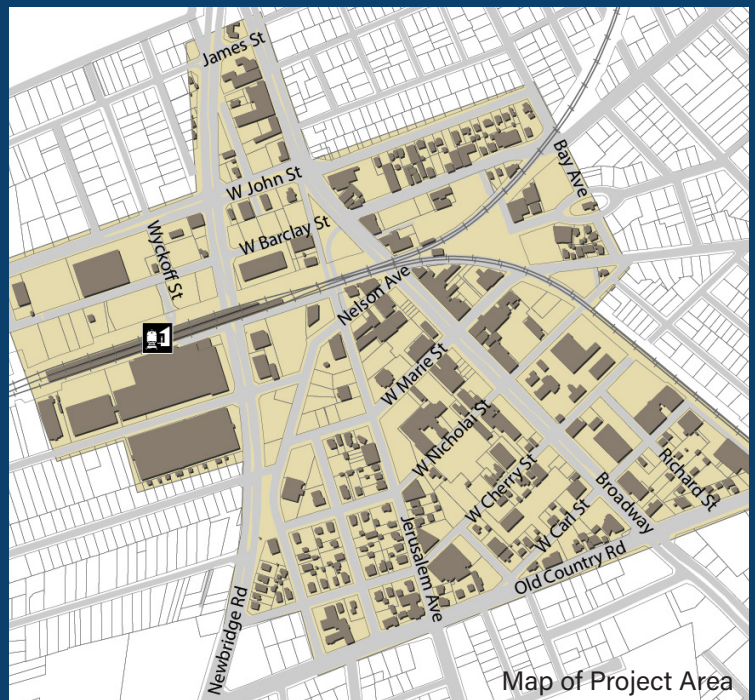 James St
W John St
Bay Ave
W Barclay St
Wyckoff St
Nelson Ave
W Marie St
W Nicholai St
W Cherry St
Richard St
Broadway
W Carl St
Jerusalem Ave
Old Country Rd
Newbridge Rd
Map of Project Area